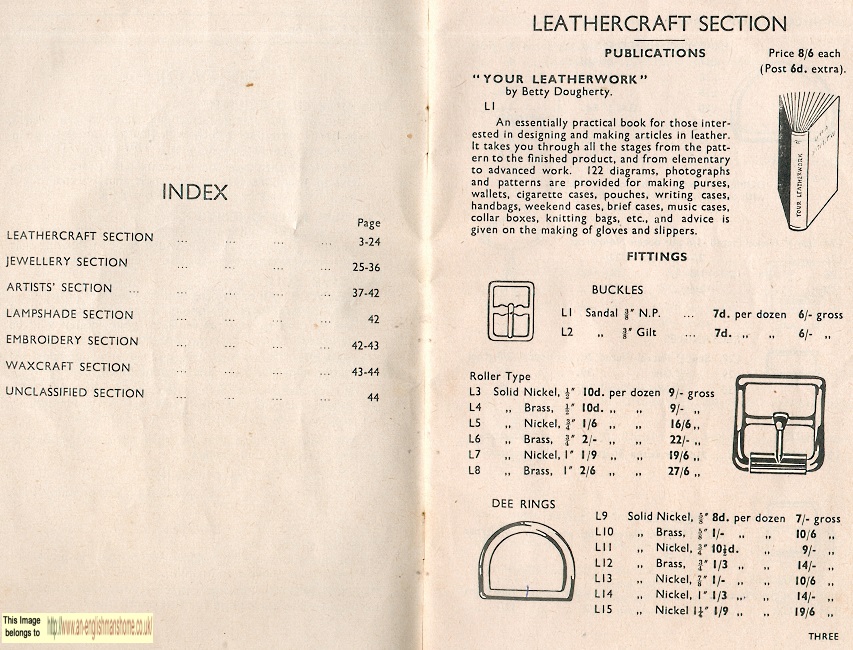 INDEX
Page
LEATHERCRAFT SECTION ... ... ... ... 3-24
JEWELLERY SECTION ... ... ... ... 25-36
ARTISTS' SECTION ... ... ... ... 37-42
LAMPSHADE SECTION ... ... ... ... 42
EMBROIDERY SECTION ... ... ... ... 42-43
WAXCRAFT SECTION ... ... ... ... 43-44
UNCLASSIFIED SECTION ... ... ... ... 44
This Image
belongs to http://www.an-englishmanshome.co.uk/
LEATHERCRAFT SECTION
PUBLICATIONS
Price 8/6 each
(Post 6d. extra).
"YOUR LEATHERWORK"
by Betty Dougherty.
L1
An essentially practical book for those inter-
ested in designing and making articles in leather.
It takes you through all the stages from the patt-
ern to the finished product, and from elementary
to advanced work. 122 diagrams, photographs
and patterns are provided for making purses,
wallets, cigarette cases, pouches, writing cases,
handbags, weekend cases, brief cases, music cases,
collar boxes, knitting bags, etc., and advice is
given on the making of gloves and slippers.
YOUR LEATHERWORK
FITTINGS
BUCKLES
L1 Sandal ⅜" N.P. ... 7d. per dozen 6/- gross
L2 ,, ⅜" Gilt ... 7d. ,, ,, 6/- ,,
Roller Type
L3 Solid Nickel, ½" 10d. per dozen 9/- gross
L4 ,, Brass, ½" 10d. ,, ,, 9/- ,,
L5 ,, Nickel, ¾" 1/6 ,, ,, 16/6 ,,
L6 ,, Brass, ¾" 2/- ,, ,, 22/- ,,
L7 ,, Nickel, 1" 1/9 ,, ,, 19/6 ,,
L8 ,, Brass, 1" 2/6 ,, ,, 27/6 ,,
DEE RINGS
L9 Solid Nickel, ⅝" 8d. per dozen 7/- gross
L10 ,, Brass, ⅝" 1/- ,, ,, 10/6 ,,
L11 ,, Nickel, ¾" 10½d. ,, 9/- ,,
L12 ,, Brass, ¾" 1/3 ,, ,, 14/- ,,
L13 ,, Nickel, ⅞" 1/- ,, ,, 10/6 ,,
L14 ,, Nickel, 1" 1/3 ,, ,, 14/- ,,
L15 ,, Nickel 1¼" 1/9 ,, ,, 19/6 ,,
THREE